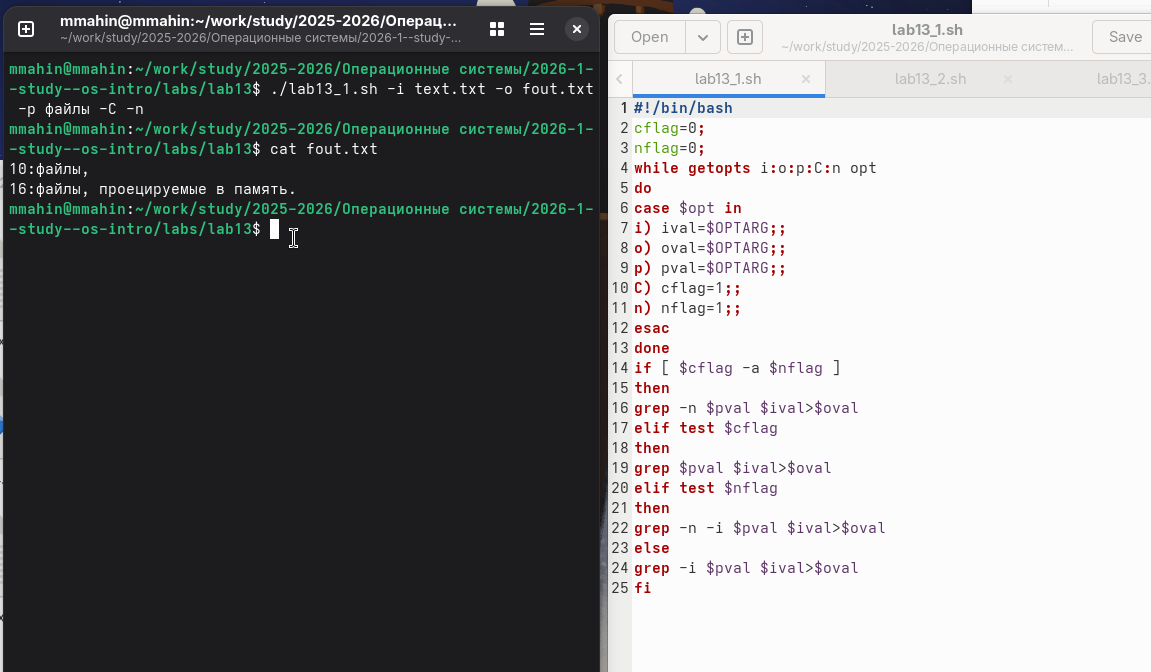 mmahin@mmahin:~/work/study/2025-2026/Операц...
~/work/study/2025-2026/Операционные системы/2026-1--study-...
mmahin@mmahin:~/work/study/2025-2026/Операционные системы/2026-1-
-study--os-intro/labs/lab13$ ./lab13_1.sh -i text.txt -o fout.txt
-p файлы -C -n
mmahin@mmahin:~/work/study/2025-2026/Операционные системы/2026-1-
-study--os-intro/labs/lab13$ cat fout.txt
10:файлы,
16:файлы, проецируемые в память.
mmahin@mmahin:~/work/study/2025-2026/Операционные системы/2026-1-
-study--os-intro/labs/lab13$
Open
lab13_1.sh
~/work/study/2025-2026/Операционные систем...
Save
lab13_1.sh
lab13_2.sh
lab13_3.
1 #!/bin/bash
2 cflag=0;
3 nflag=0;
4 while getopts i:o:p:C:n opt
5 do
6 case $opt in
7 i) ival=$OPTARG;;
8 o) oval=$OPTARG;;
9 p) pval=$OPTARG;;
10 C) cflag=1;;
11 n) nflag=1;;
12 esac
13 done
14 if [ $cflag -a $nflag ]
15 then
16 grep -n $pval $ival>$oval
17 elif test $cflag
18 then
19 grep $pval $ival>$oval
20 elif test $nflag
21 then
22 grep -n -i $pval $ival>$oval
23 else
24 grep -i $pval $ival>$oval
25 fi